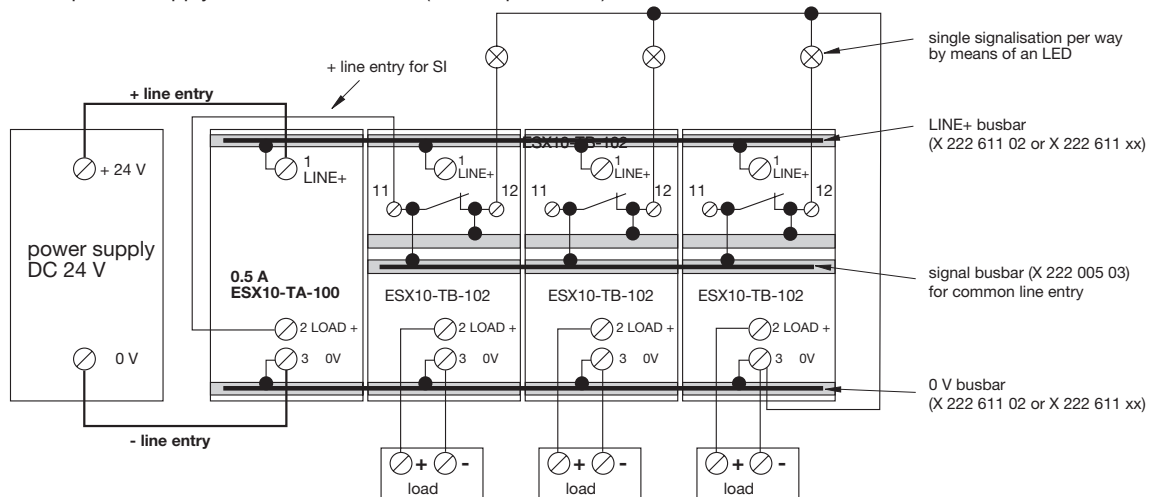 single signalisation per way
by means of an LED
+ line entry for SI
+ line entry
LINE+ busbar
(X 222 611 02 or X 222 611 xx)
ESX10-TB-102
+ 24 V
1
LINE+
1
LINE+
1
LINE+
1
LINE+
11
12
11
12
11
12
power supply
DC 24 V
0.5 A
ESX10-TA-100
signal busbar (X 222 005 03)
for common line entry
ESX10-TB-102
ESX10-TB-102
ESX10-TB-102
2 LOAD +
2 LOAD +
2 LOAD +
2 LOAD +
0 V
3 0V
3 0V
3 0V
3 0V
0 V busbar
(X 222 611 02 or X 222 611 xx)
- line entry
+ -
+ -
+ -
load
load
load